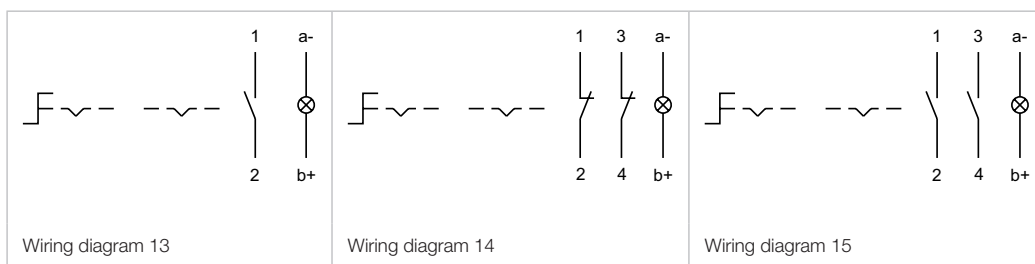 1 a-
2 b+
Wiring diagram 13
1 3 a-
2 4 b+
Wiring diagram 14
1 3 a-
2 4 b+
Wiring diagram 15